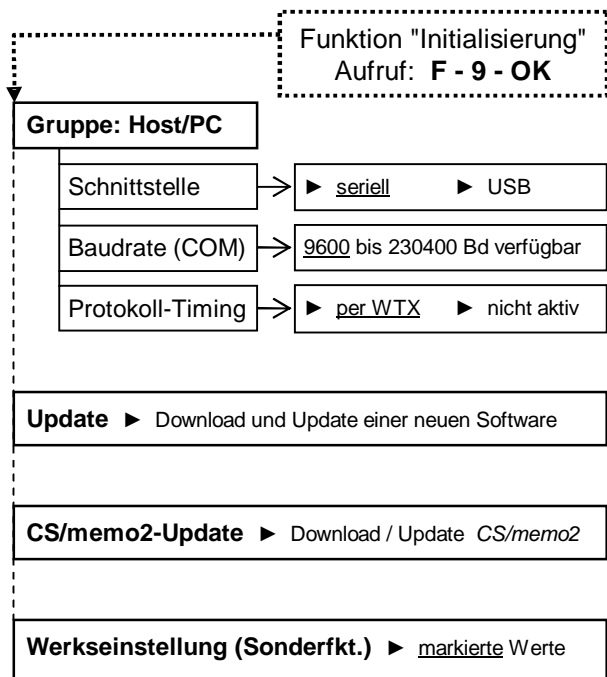 Funktion "Initialisierung"
Aufruf: F - 9 - OK
Gruppe: Host/PC
Schnittstelle ► seriell ► USB
Baudrate (COM) 9600 bis 230400 Bd verfügbar
Protokoll-Timing ► per WTX ► nicht aktiv
Update ► Download und Update einer neuen Software
CS/memo2-Update ► Download / Update CS/memo2
Werkseinstellung (Sonderfkt.) ► markierte Werte